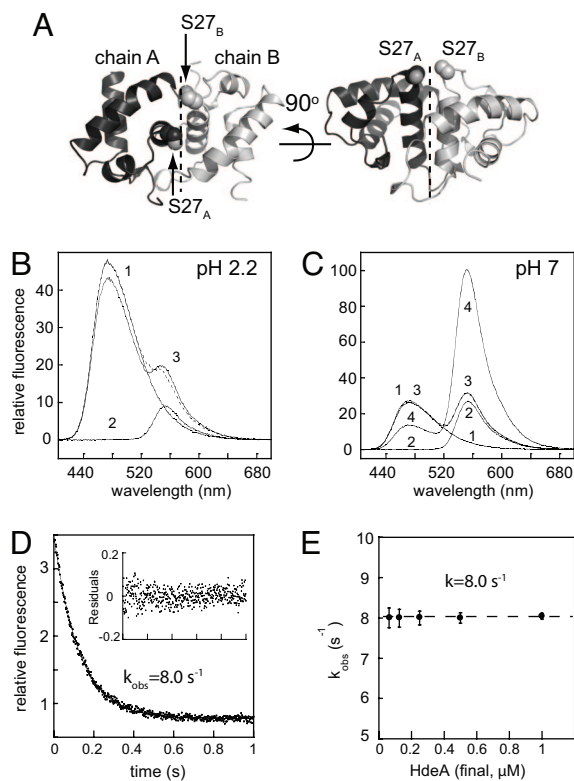 A
S27B
chain A
chain B
S27A
90°
S27A S27B
B
pH 2.2
relative fluorescence
40
30
20
10
0
1
2
3
440 520 600 680
wavelength (nm)
C
pH 7
100
80
60
40
20
0
4
1 3
4
2
3
2
1
440 520 600 680
wavelength (nm)
D
relative fluorescence
3
2
1
0.2
0
-0.2
Residuals
kobs=8.0 s-1
0 0.2 0.4 0.6 0.8 1
time (s)
E
kobs (s-1)
10
9
8
7
6
5
k=8.0 s-1
0 0.2 0.4 0.6 0.8 1
HdeA (final, μM)